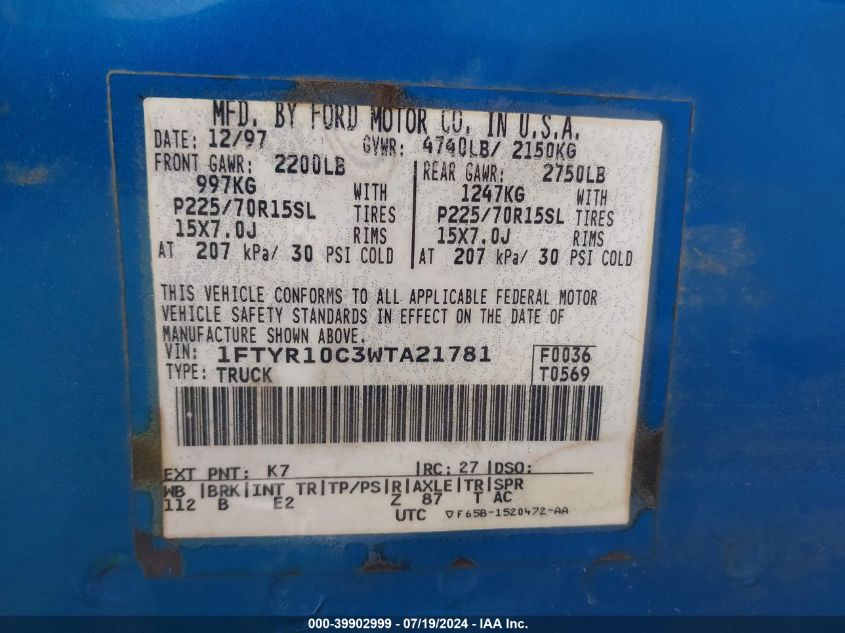 MFD. BY FORD MOTOR CO. IN U.S.A.
DATE: 12/97 GVWR: 4740LB/ 2150KG
FRONT GAWR: 2200LB REAR GAWR: 2750LB
997KG WITH 1247KG WITH
P225/70R15SL TIRES P225/70R15SL TIRES
15X7.0J RIMS 15X7.0J RIMS
AT 207 kPa/ 30 PSI COLD AT 207 kPa/ 30 PSI COLD
THIS VEHICLE CONFORMS TO ALL APPLICABLE FEDERAL MOTOR
VEHICLE SAFETY STANDARDS IN EFFECT ON THE DATE OF
MANUFACTURE SHOWN ABOVE.
VIN: 1FTYR10C3WTA21781 F0036
TYPE: TRUCK T0569
EXT PNT: K7 |RC: 27 |DSO:
WB |BRK|INT TR|TP/PS|R|AXLE|TR|SPR
112 B E2 Z 87 T AC
UTC ▽F65B-1520472-AA
000-39902999 - 07/19/2024 - IAA Inc.